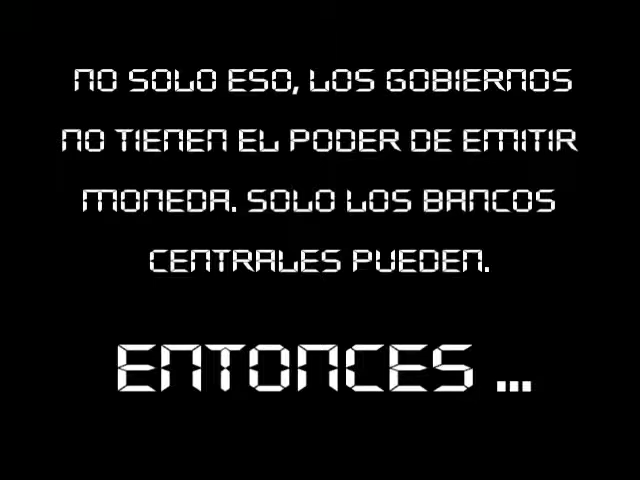 NO SOLO ESO, LOS GOBIERNOS
NO TIENEN EL PODER DE EMITIR
MONEDA. SOLO LOS BANCOS
CENTRALES PUEDEN.
ENTONCES ...